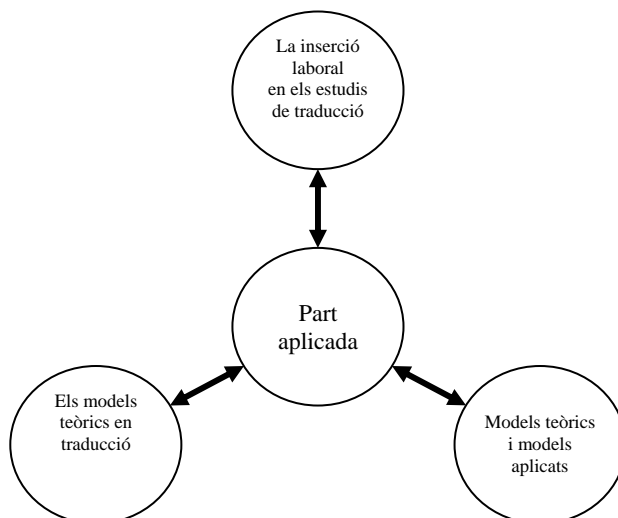 La inserció
laboral
en els estudis
de traducció
Part
aplicada
Els models
teòrics en
traducció
Models teòrics
i models
aplicats